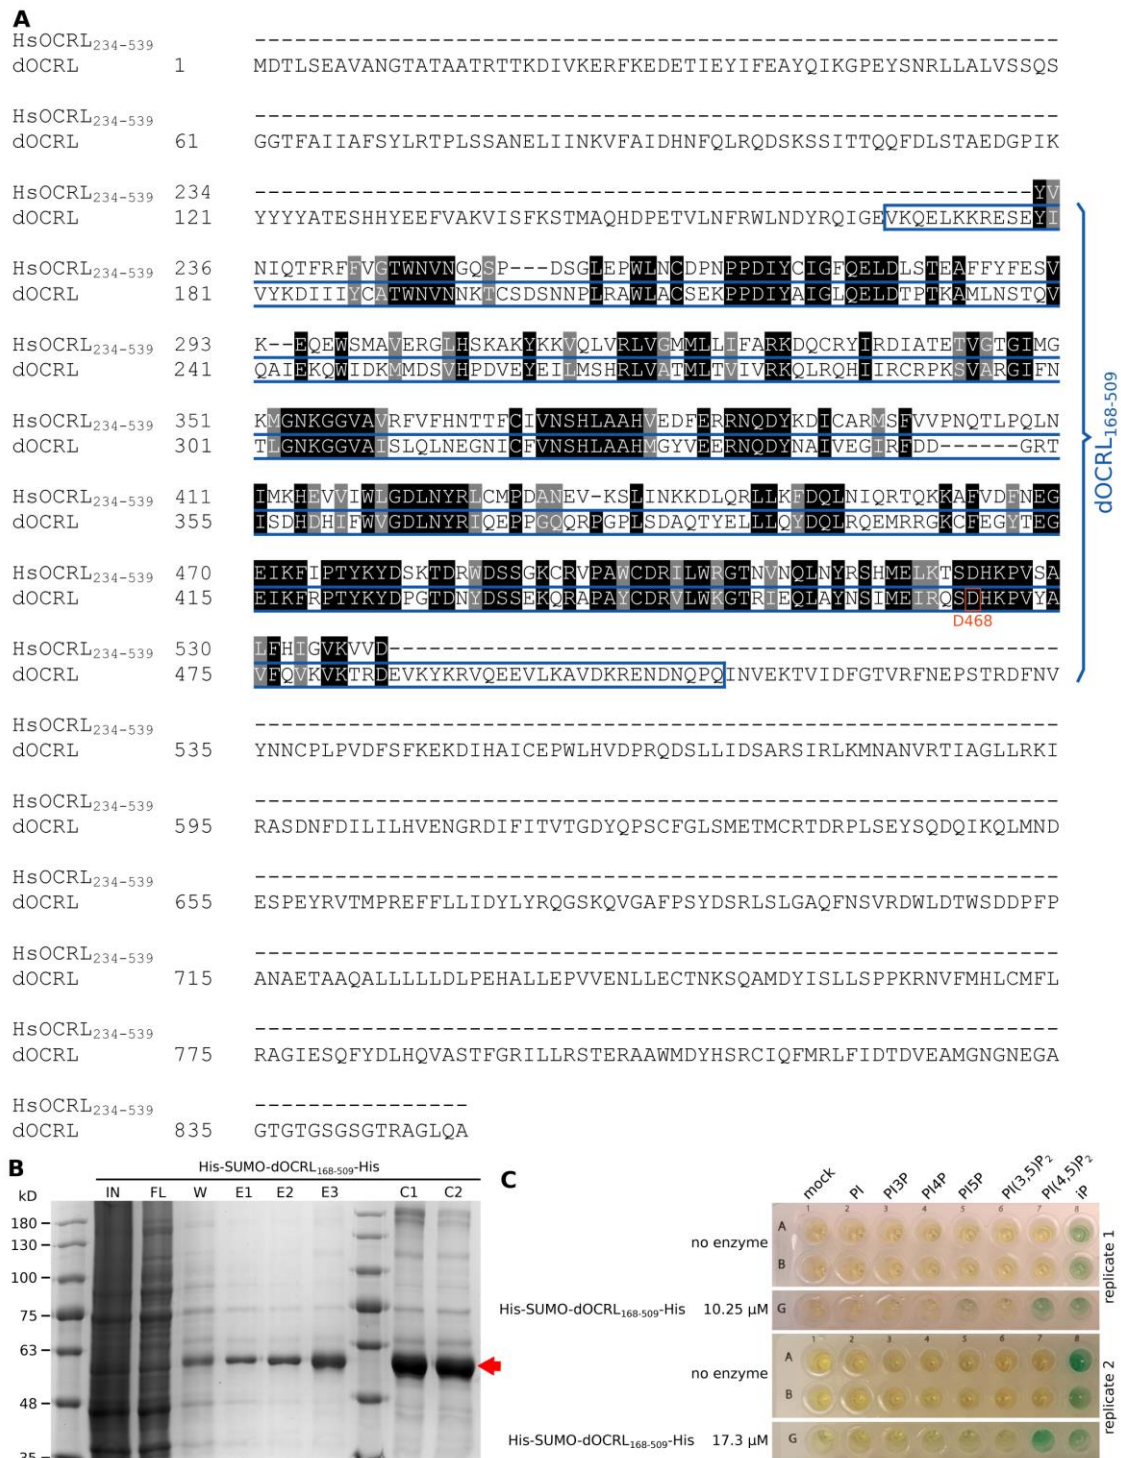 A
HsOCRL234-539 ------------------------------------------------------------
dOCRL 1 MDTLSEAVANGTATAATRTTKDIVKERFKEDETIEYIFEAYQIKGPEYSNRLLALVSSQS
HsOCRL234-539 ------------------------------------------------------------
dOCRL 61 GGTFAIIAFSYLRTPLSSANELIINKVFAIDHNFQLRQDSKSSITTQQFDLSTAEDGPIK
HsOCRL234-539 234 ----------------------------------------------------------YV
dOCRL 121 YYYYATESHHYEEFVAKVISFKSTMAQHDPETVLNFRWLNDYRQIGEVKQELKKRESEYI
HsOCRL234-539 236 NIQTFRFFVGTWNVNGQSP---DSGLEPWLNCDPNPPDIYCIGFQELDLSTEAFFYFESV
dOCRL 181 VYKDIIIYCATWNVNNKTCSDSNNPLRAWLACSEKPPDIYAIGLQELDTPTKAMLNSTQV
HsOCRL234-539 293 K--EQEWSMAVERGLHSKAKYKKVQLVRLVGMMLLIFARKDQCRYIRDIATETVGTGIMG
dOCRL 241 QAIEKQWIDKMMDSVHPDVEYEILMSHRLVATMLTVIVRKQLRQHIIRCRPKSVARGIFN
HsOCRL234-539 351 KMGNKGGVAVRFVFHNTTFCIVNSHLAAHVEDFERRNQDYKDICARMSFVVPNQTLPQLN
dOCRL 301 TLGNKGGVAISLQLNEGNICFVNSHLAAHMGYVEERNQDYNAIVEGIRFDD------GRT
HsOCRL234-539 411 IMKHEVVIWLGDLNYRLCMPDANEV-KSLINKKDLQRLLKFDQLNIQRTQKKAFVDFNEG
dOCRL 355 ISDHDHIFWVGDLNYRIQEPPGQQRPGPLSDAQTYELLLQYDQLRQEMRRGKCFEGYTEG
HsOCRL234-539 470 EIKFIPTYKYDSKTDRWDSSGKCRVPAWCDRILWRGTNVNQLNYRSHMELKTSDHKPVSA
dOCRL 415 EIKFRPTYKYDPGTDNYDSSEKQRAPAYCDRVLWKGTRIEQLAYNSIMEIRQSDHKPVYA
D468
HsOCRL234-539 530 LFHIGVKVVD--------------------------------------------------
dOCRL 475 VFQVKVKTRDEVKYKRVQEEVLKAVDKRENDNQPQINVEKTVIDFGTVRFNEPSTRDFNV
dOCRL168-509
HsOCRL234-539 ------------------------------------------------------------
dOCRL 535 YNNCPLPVDFSFKEKDIHAICEPWLHVDPRQDSLLIDSARSIRLKMNANVRTIAGLLRKI
HsOCRL234-539 ------------------------------------------------------------
dOCRL 595 RASDNFDILILHVENGRDIFITVTGDYQPSCFGLSMETMCRTDRPLSEYSQDQIKQLMND
HsOCRL234-539 ------------------------------------------------------------
dOCRL 655 ESPEYRVTMPREFFLLIDYLYRQGSKQVGAFPSYDSRLSLGAQFNSVRDWLDTWSDDPFP
HsOCRL234-539 ------------------------------------------------------------
dOCRL 715 ANAETAAQALLLLLDLPEHALLEPVVENLLECTNKSQAMDYISLLSPPKRNVFMHLCMFL
HsOCRL234-539 ------------------------------------------------------------
dOCRL 775 RAGIESQFYDLHQVASTFGRILLRSTERAAWMDYHSRCIQFMRLFIDTDVEAMGNGNEGA
HsOCRL234-539 ----------------
dOCRL 835 GTGTGSGSGTRAGLQA
B
His-SUMO-dOCRL168-509-His
kD IN FL W E1 E2 E3 C1 C2
180
130
100
75
63
48
35
C
mock PI PI3P PI4P PI5P PI(3,5)P2 PI(4,5)P2 iP
1 2 3 4 5 6 7 8
no enzyme
A
B
His-SUMO-dOCRL168-509-His 10.25 µM G
replicate 1
1 2 3 4 5 6 7 8
no enzyme
A
B
His-SUMO-dOCRL168-509-His 17.3 µM G
replicate 2